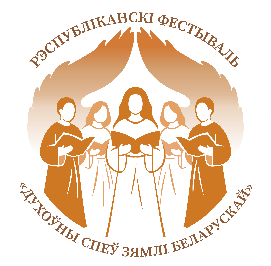 РЭСПУБЛІКАНСКІ ФЕСТЫВАЛЬ
«ДУХОЎНЫ СПЕЎ ЗЯМЛІ БЕЛАРУСКАЙ»